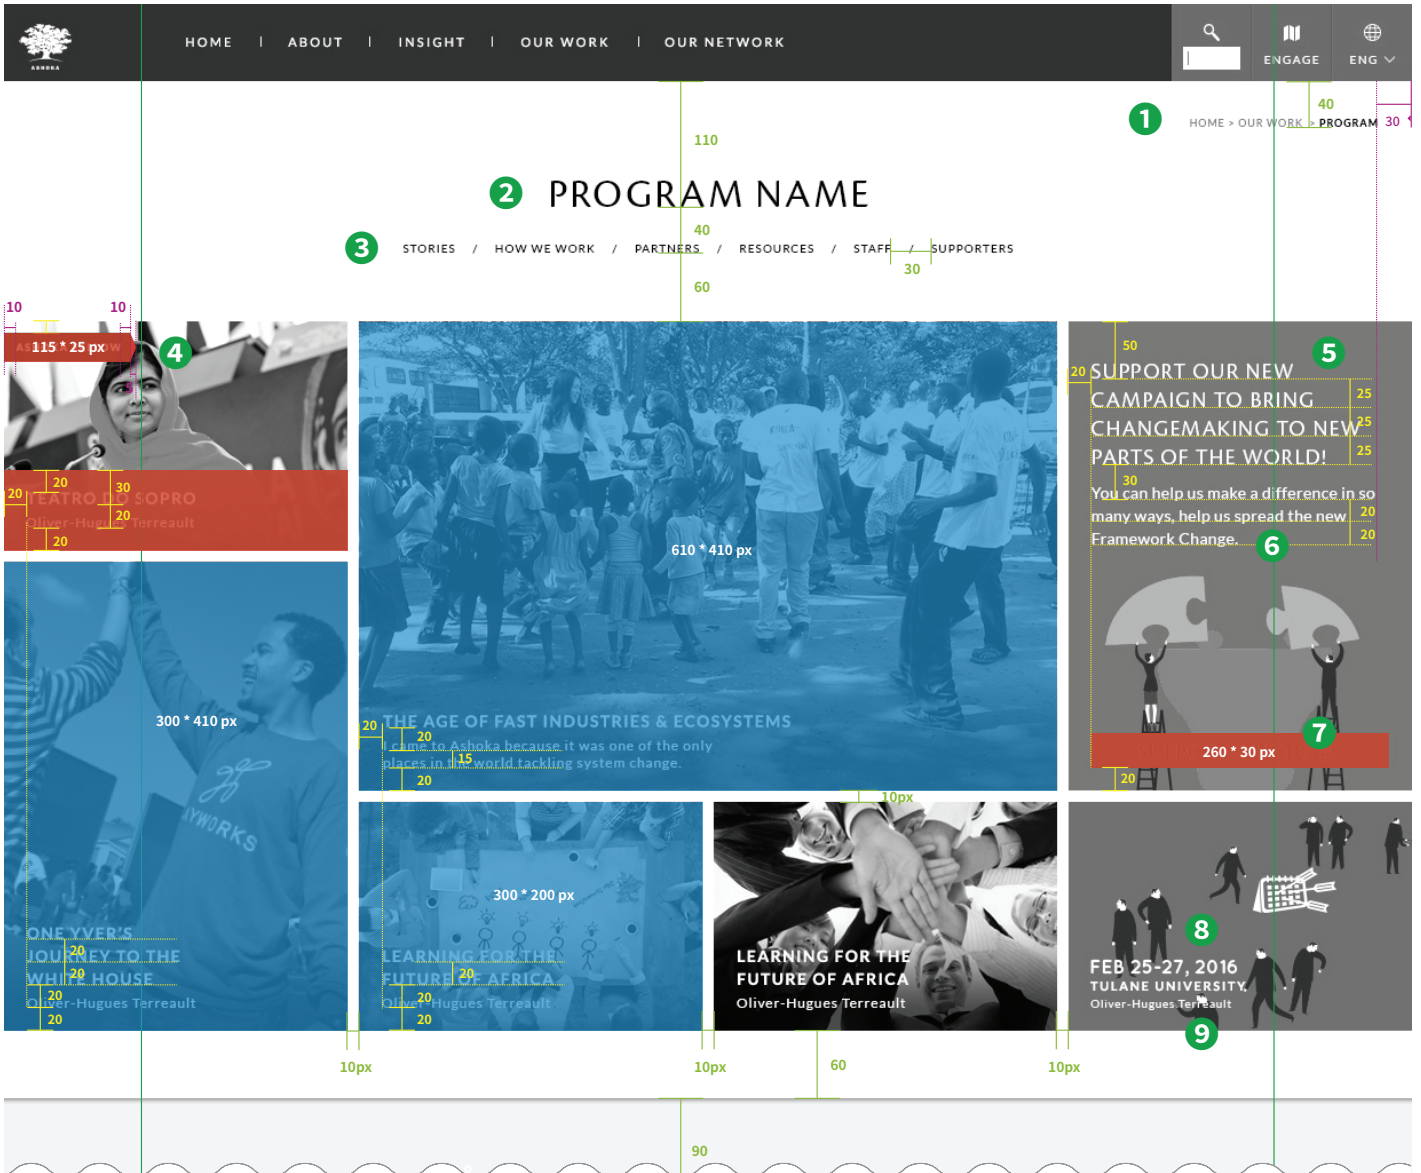 ASHOKA
HOME | ABOUT | INSIGHT | OUR WORK | OUR NETWORK
ENGAGE
ENG
40
1
HOME > OUR WORK > PROGRAM
30
110
2
PROGRAM NAME
40
3
STORIES / HOW WE WORK / PARTNERS / RESOURCES / STAFF / SUPPORTERS
30
60
10
10
115 * 25 px
4
20
30
20
TEATRO DO SOPRO
20
Oliver-Hugues Terreault
20
300 * 410 px
ONE YVER'S
20
JOURNEY TO THE
20
WHITE HOUSE
20
Oliver-Hugues Terreault
20
610 * 410 px
20
THE AGE OF FAST INDUSTRIES & ECOSYSTEMS
20
I came to Ashoka because it was one of the only
15
places in the world tackling system change.
20
10px
50
5
20
SUPPORT OUR NEW
25
CAMPAIGN TO BRING
25
CHANGEMAKING TO NEW
25
PARTS OF THE WORLD!
30
You can help us make a difference in so
20
many ways, help us spread the new
20
Framework Change.
6
7
260 * 30 px
20
300 * 200 px
LEARNING FOR THE
20
FUTURE OF AFRICA
20
Oliver-Hugues Terreault
20
LEARNING FOR THE
FUTURE OF AFRICA
Oliver-Hugues Terreault
8
FEB 25-27, 2016
TULANE UNIVERSITY,
Oliver-Hugues Terreault
9
10px
10px
60
10px
90